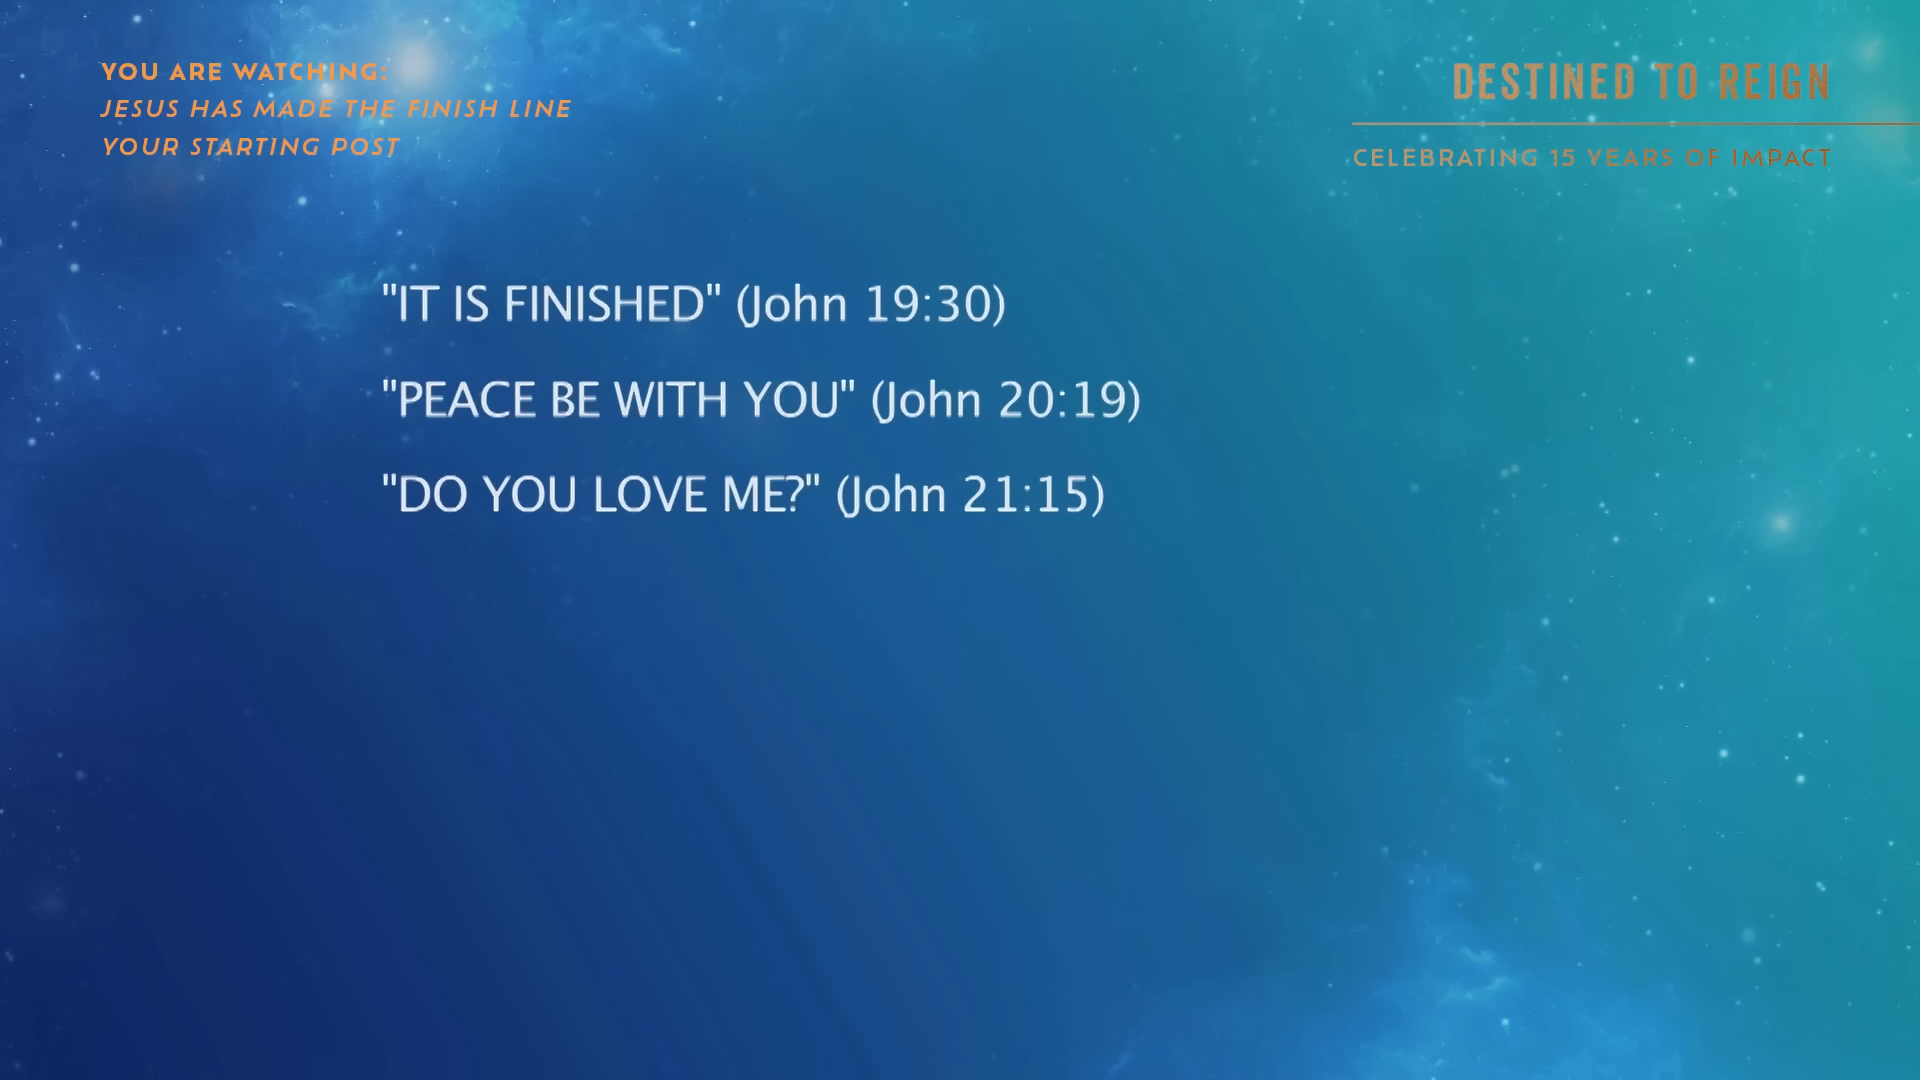 YOU ARE WATCHING:
JESUS HAS MADE THE FINISH LINE
YOUR STARTING POST
DESTINED TO REIGN
CELEBRATING 15 YEARS OF IMPACT
"IT IS FINISHED" (John 19:30)
"PEACE BE WITH YOU" (John 20:19)
"DO YOU LOVE ME?" (John 21:15)